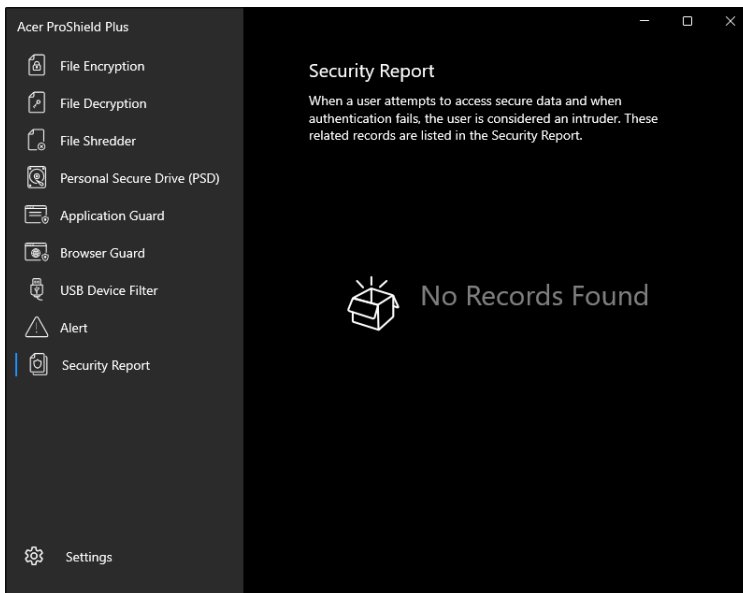 Acer ProShield Plus
File Encryption
File Decryption
File Shredder
Personal Secure Drive (PSD)
Application Guard
Browser Guard
USB Device Filter
Alert
Security Report
Settings
Security Report
When a user attempts to access secure data and when
authentication fails, the user is considered an intruder. These
related records are listed in the Security Report.
No Records Found